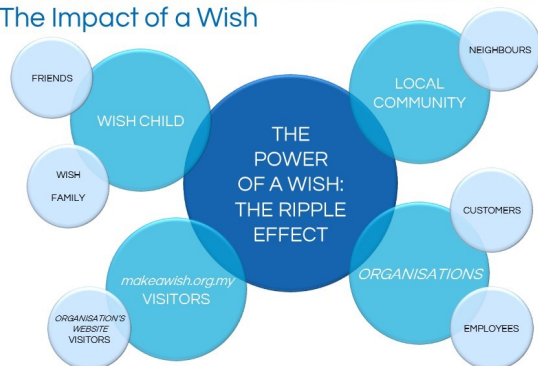 The Impact of a Wish
FRIENDS
WISH CHILD
WISH
FAMILY
THE
POWER
OF A WISH:
THE RIPPLE
EFFECT
LOCAL
COMMUNITY
NEIGHBOURS
makeawish.org.my
VISITORS
ORGANISATION'S
WEBSITE
VISITORS
ORGANISATIONS
CUSTOMERS
EMPLOYEES